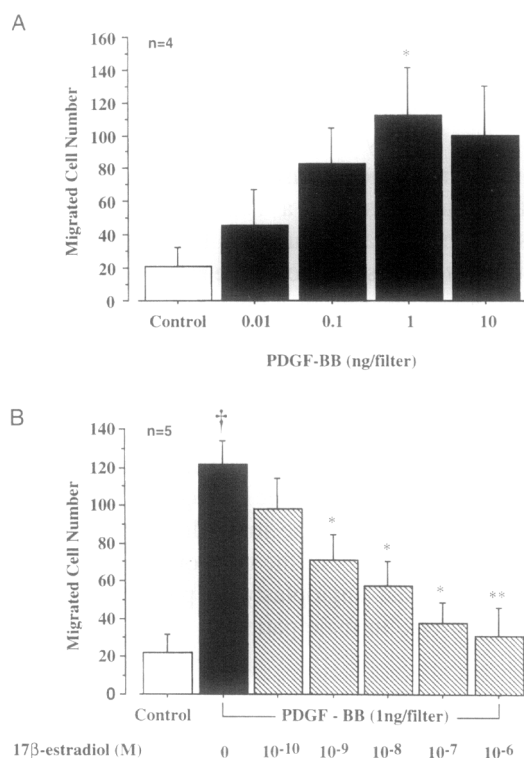 A
n=4
Migrated Cell Number
160
140
120
100
80
60
40
20
0
*
Control 0.01 0.1 1 10
PDGF-BB (ng/filter)
B
n=5
Migrated Cell Number
140
120
100
80
60
40
20
0
†
* * * **
Control PDGF - BB (1ng/filter)
17β-estradiol (M) 0 10⁻¹⁰ 10⁻⁹ 10⁻⁸ 10⁻⁷ 10⁻⁶